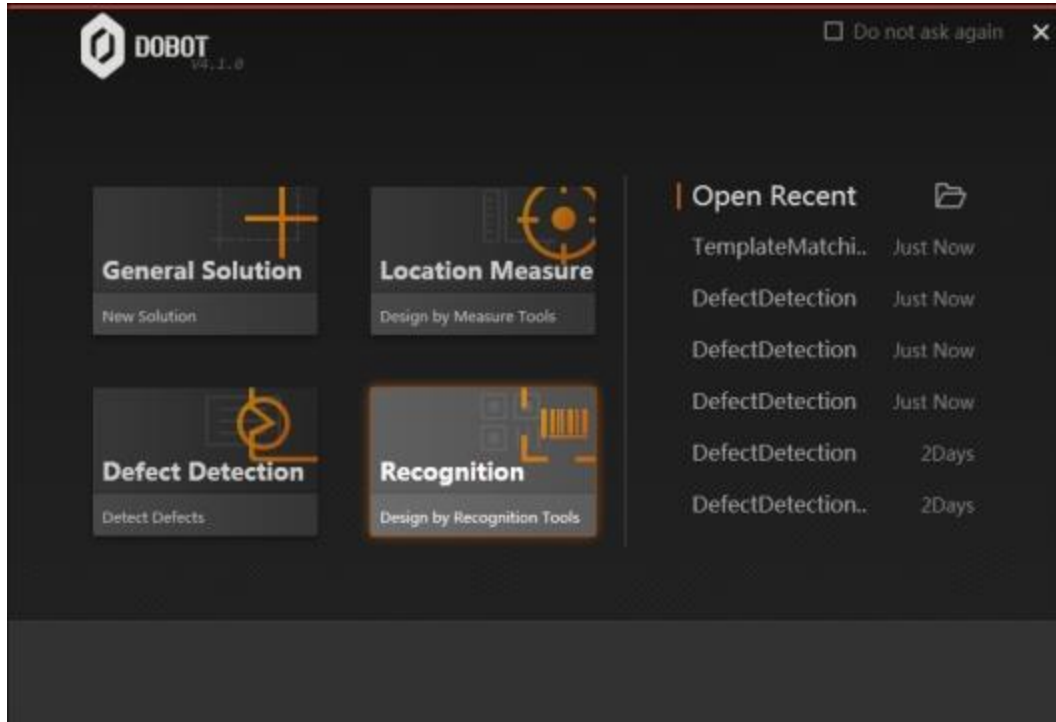 DOBOT
V4.1.0
Do not ask again
General Solution
New Solution
Location Measure
Design by Measure Tools
Defect Detection
Detect Defects
Recognition
Design by Recognition Tools
Open Recent
TemplateMatchi.. Just Now
DefectDetection Just Now
DefectDetection Just Now
DefectDetection Just Now
DefectDetection 2Days
DefectDetection.. 2Days